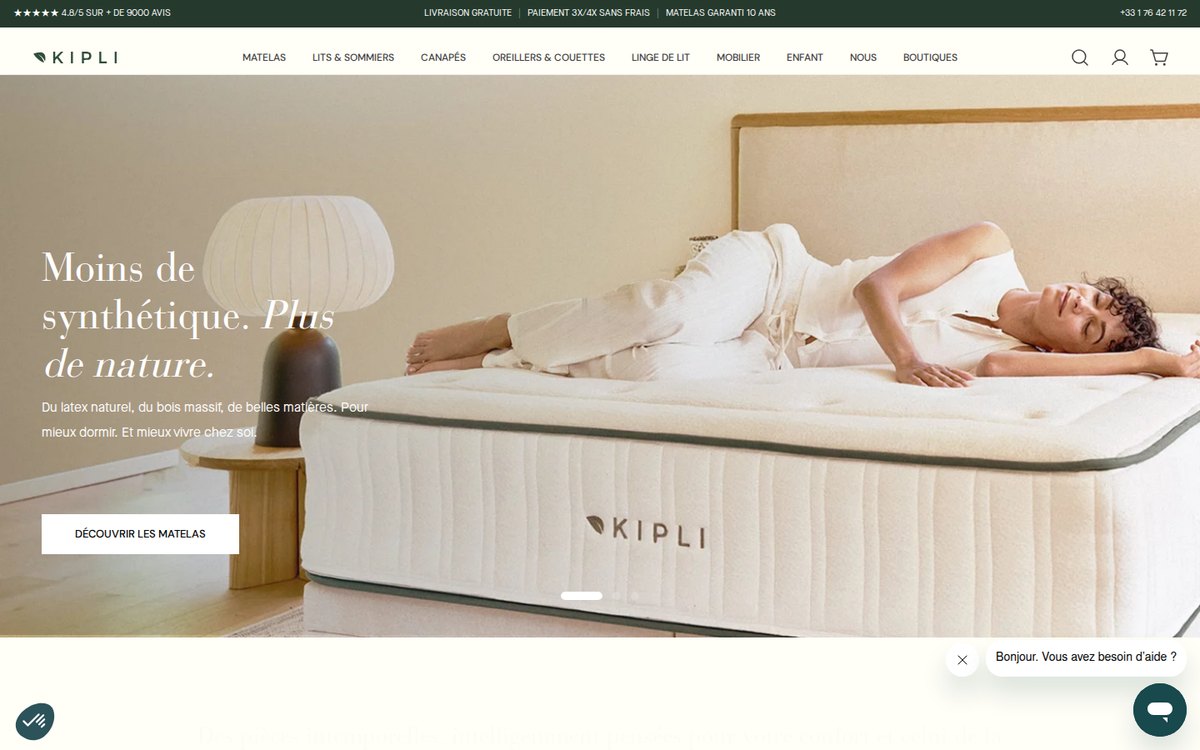 ★★★★★ 4.8/5 SUR + DE 9000 AVIS
LIVRAISON GRATUITE | PAIEMENT 3X/4X SANS FRAIS | MATELAS GARANTI 10 ANS
+33 1 76 42 11 72
KIPLI
MATELAS
LITS & SOMMIERS
CANAPÉS
OREILLERS & COUETTES
LINGE DE LIT
MOBILIER
ENFANT
NOUS
BOUTIQUES
Moins de
synthétique. Plus
de nature.
Du latex naturel, du bois massif, de belles matières. Pour
mieux dormir. Et mieux vivre chez soi.
DÉCOUVRIR LES MATELAS
KIPLI
Bonjour. Vous avez besoin d'aide ?